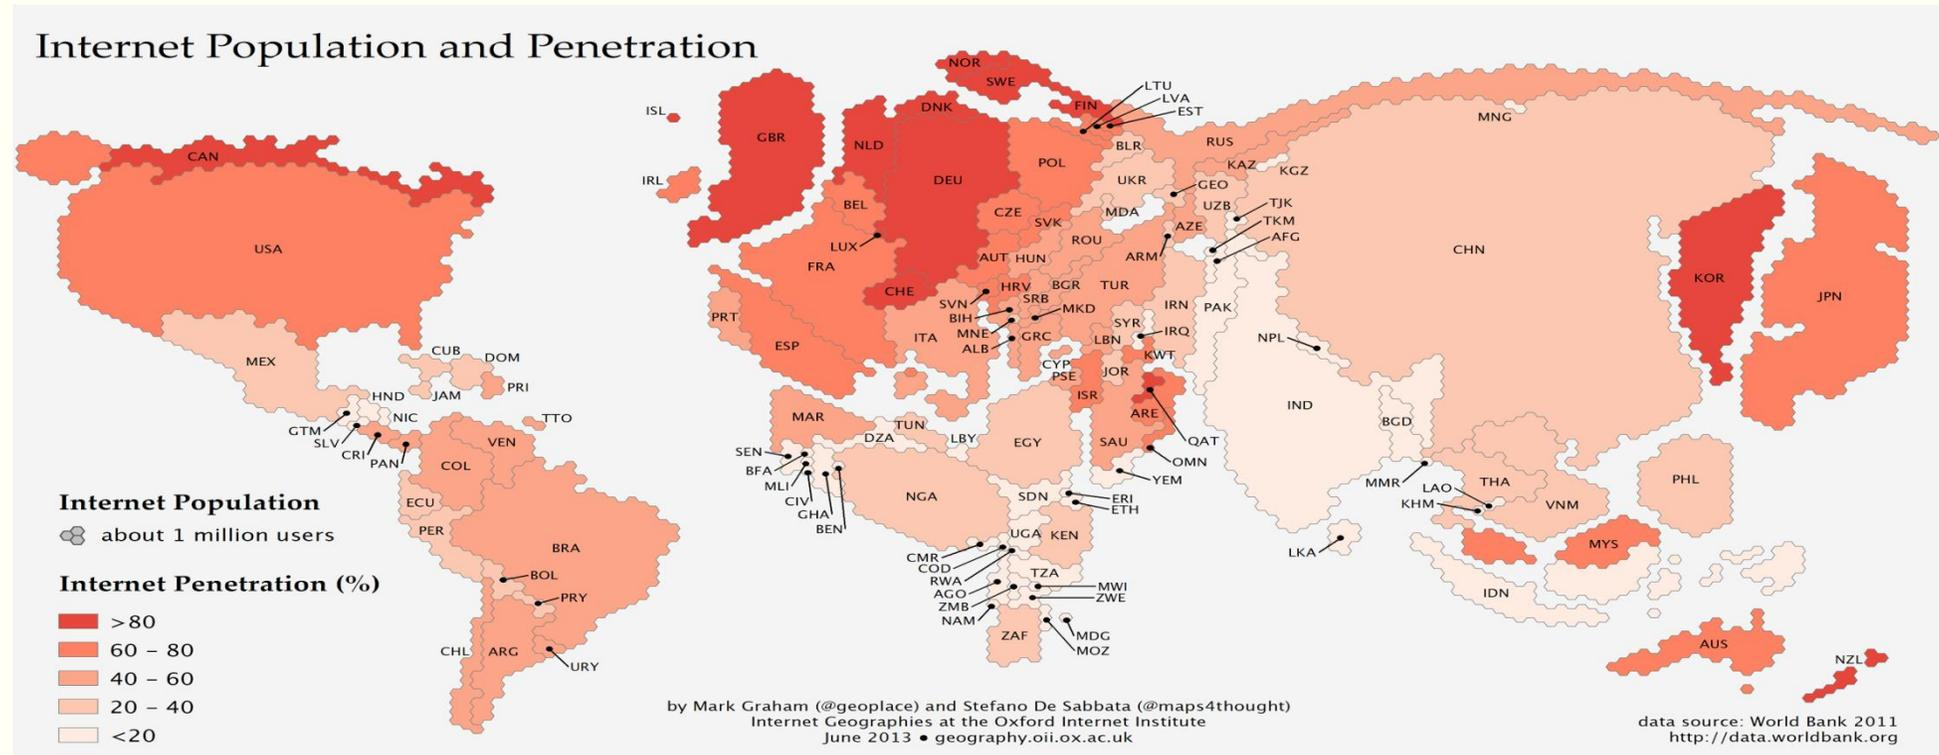 Internet Population and Penetration
NOR
SWE
ISL
DNK
FIN
LTU
LVA
EST
MNG
GBR
NLD
CAN
RUS
BLR
POL
KAZ
KGZ
IRL
DEU
UKR
GEO
BEL
CZE
MDA
UZB
TJK
SVK
TKM
AZE
AFG
LUX
ROU
USA
FRA
AUT
HUN
ARM
CHN
KOR
CHE
HRV
BGR
TUR
JPN
SVN
SRB
MKD
IRN
PAK
PRT
BIH
SYR
IRQ
MNE
ITA
GRC
LBN
NPL
ESP
ALB
CUB
DOM
KWT
MEX
CYP
PSE
JOR
PRI
HND
JAM
ISR
IND
NIC
MAR
ARE
BGD
TTO
GTM
TUN
SLV
DZA
LBY
EGY
SAU
QAT
VEN
CRI
SEN
PAN
COL
BFA
OMN
YEM
MMR
THA
PHL
MLI
LAO
CIV
NGA
SDN
ERI
KHM
VNM
ECU
GHA
ETH
BEN
PER
UGA
KEN
BRA
CMR
LKA
MYS
COD
RWA
TZA
BOL
AGO
MWI
IDN
PRY
ZMB
ZWE
NAM
ZAF
MDG
AUS
CHL
ARG
MOZ
NZL
URY
Internet Population
about 1 million users
Internet Penetration (%)
>80
60 – 80
40 – 60
20 – 40
<20
by Mark Graham (@geoplace) and Stefano De Sabbata (@maps4thought)
Internet Geographies at the Oxford Internet Institute
June 2013 • geography.oii.ox.ac.uk
data source: World Bank 2011
http://data.worldbank.org